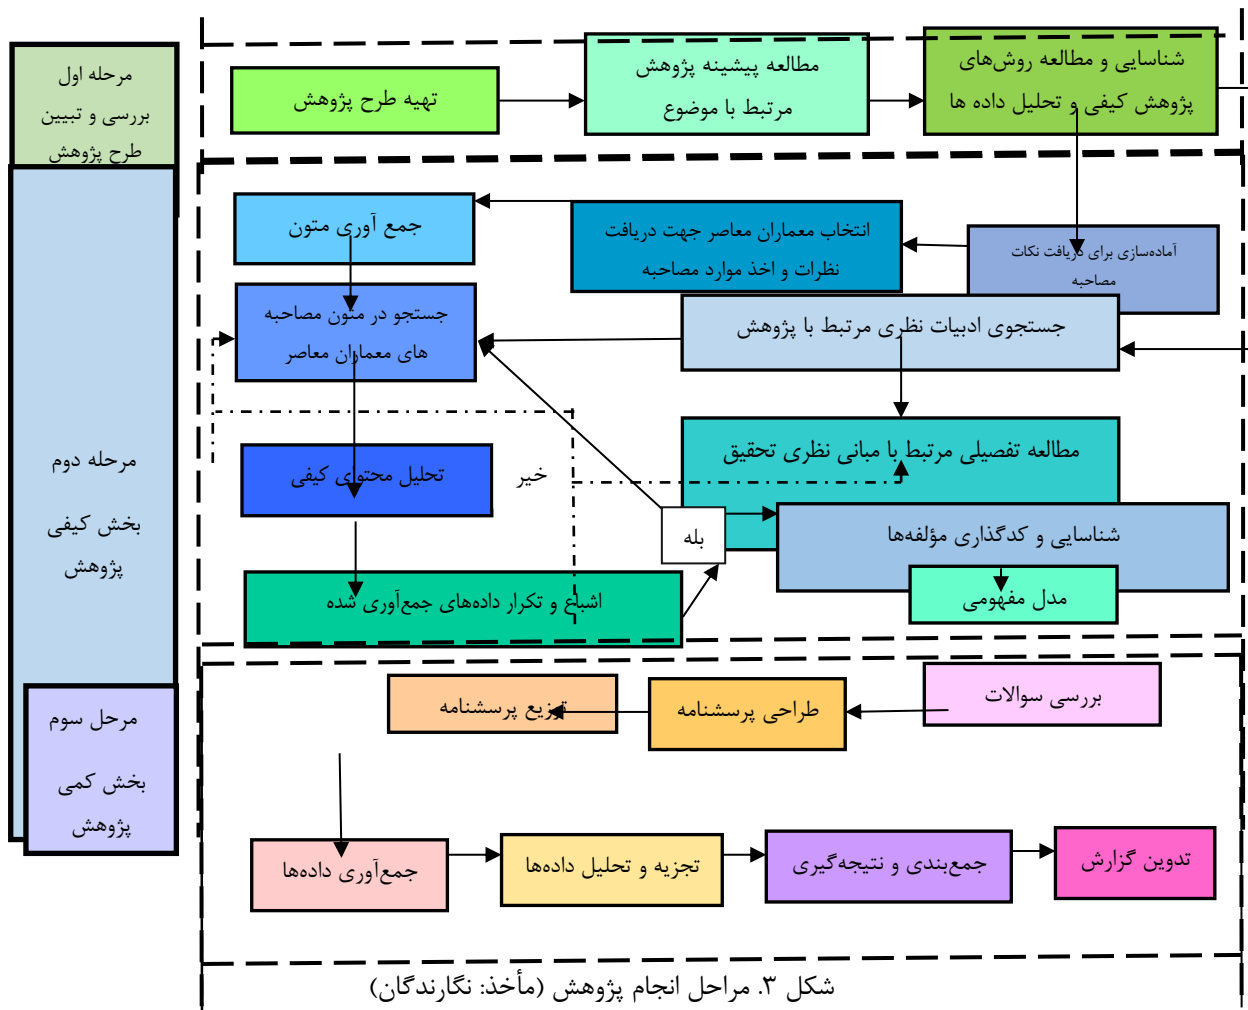 مرحله اول
بررسی و تبیین
طرح پژوهش
تهیه طرح پژوهش
مطالعه پیشینه پژوهش
مرتبط با موضوع
شناسایی و مطالعه روش‌های
پژوهش کیفی و تحلیل داده ها
مرحله دوم
بخش کیفی
پژوهش
جمع آوری متون
انتخاب معماران معاصر جهت دریافت
نظرات و اخذ موارد مصاحبه
آماده‌سازی برای دریافت نکات
مصاحبه
جستجو در متون مصاحبه
های معماران معاصر
جستجوی ادبیات نظری مرتبط با پژوهش
تحلیل محتوای کیفی
خیر
مطالعه تفصیلی مرتبط با مبانی نظری تحقیق
بله
شناسایی و کدگذاری مؤلفه‌ها
مدل مفهومی
اشباع و تکرار داده‌های جمع‌آوری شده
مرحل سوم
بخش کمی
پژوهش
بررسی سوالات
طراحی پرسشنامه
توزیع پرسشنامه
جمع‌آوری داده‌ها
تجزیه و تحلیل داده‌ها
جمع‌بندی و نتیجه‌گیری
تدوین گزارش
شکل ۳. مراحل انجام پژوهش (مأخذ: نگارندگان)